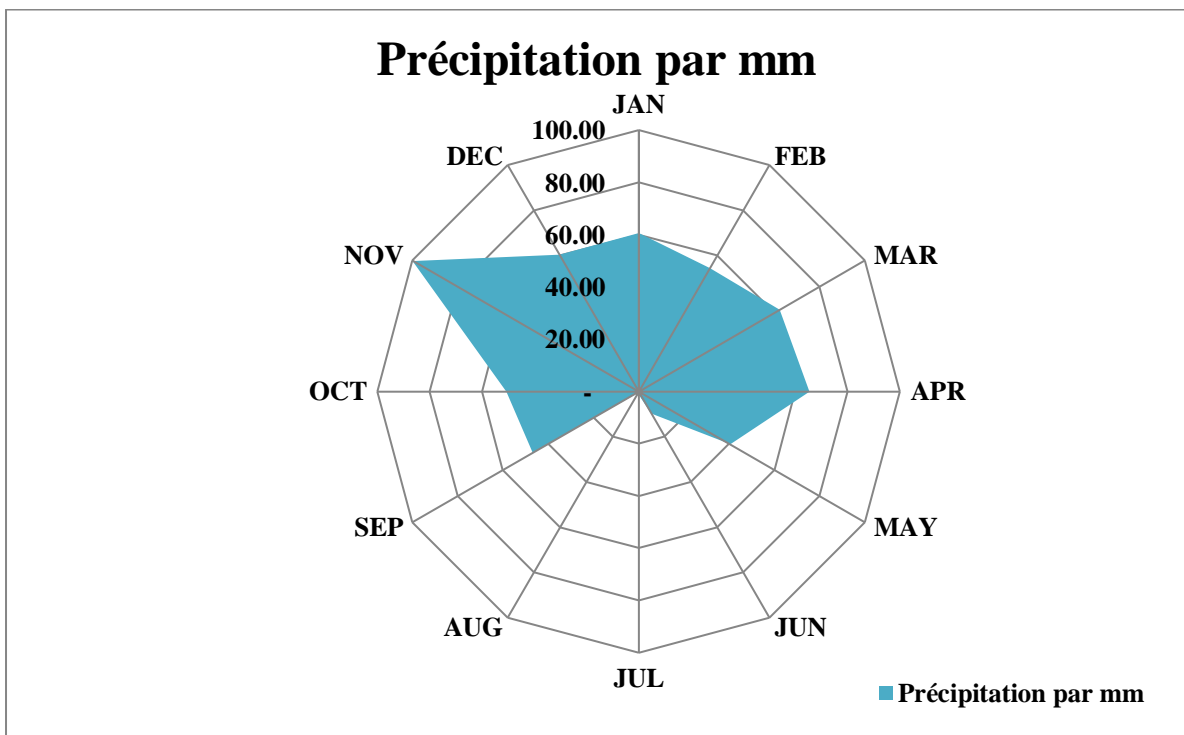 Précipitation par mm
JAN
100.00
DEC
FEB
80.00
60.00
NOV
MAR
40.00
20.00
OCT
-
APR
SEP
MAY
AUG
JUN
JUL
Précipitation par mm